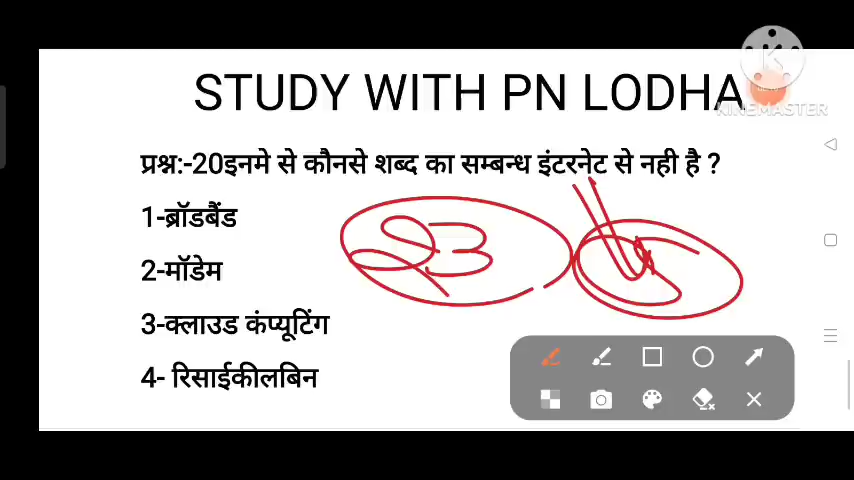 STUDY WITH PN LODHA
KINEMASTER
प्रश्न:-20इनमे से कौनसे शब्द का सम्बन्ध इंटरनेट से नही है ?
1-ब्रॉडबैंड
23
2-मॉडेम
3-क्लाउड कंप्यूटिंग
4- रिसाईकीलबिन